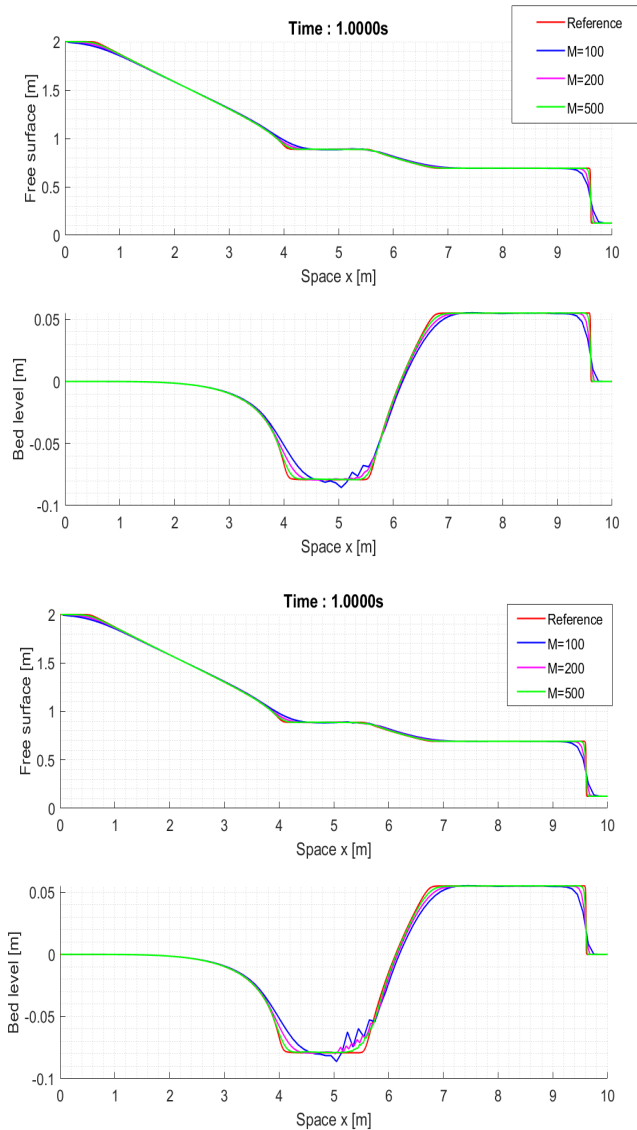 Time : 1.0000s
Reference
M=100
M=200
M=500
Free surface [m]
2
1.5
1
0.5
0
0 1 2 3 4 5 6 7 8 9 10
Space x [m]
Bed level [m]
0.05
0
-0.05
-0.1
0 1 2 3 4 5 6 7 8 9 10
Space x [m]
Time : 1.0000s
Reference
M=100
M=200
M=500
Free surface [m]
2
1.5
1
0.5
0
0 1 2 3 4 5 6 7 8 9 10
Space x [m]
Bed level [m]
0.05
0
-0.05
-0.1
0 1 2 3 4 5 6 7 8 9 10
Space x [m]